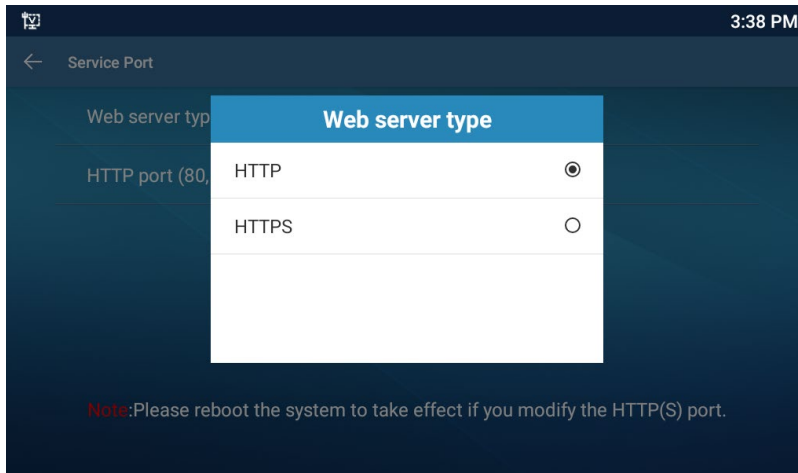 3:38 PM
Service Port
Web server typ
Web server type
HTTP port (80,
HTTP
HTTPS
Note:Please reboot the system to take effect if you modify the HTTP(S) port.